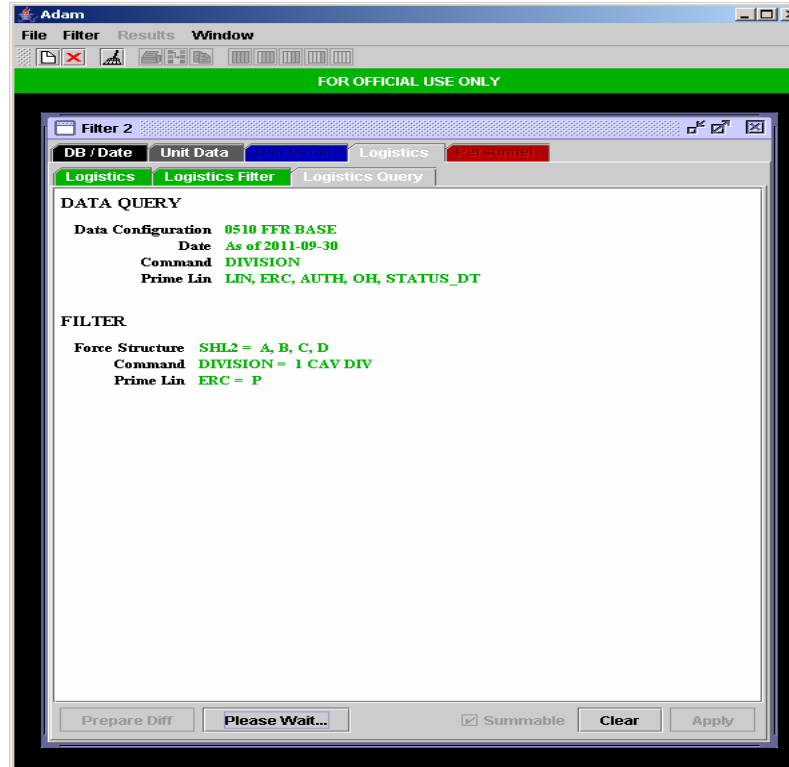 Adam
File Filter Results Window
FOR OFFICIAL USE ONLY
Filter 2
DB / Date Unit Data Unit Detail Logistics Personnel
Logistics Logistics Filter Logistics Query
DATA QUERY
Data Configuration 0510 FFR BASE
Date As of 2011-09-30
Command DIVISION
Prime Lin LIN, ERC, AUTH, OH, STATUS_DT
FILTER
Force Structure SHL2 = A, B, C, D
Command DIVISION = 1 CAV DIV
Prime Lin ERC = P
Prepare Diff Please Wait... Summable Clear Apply